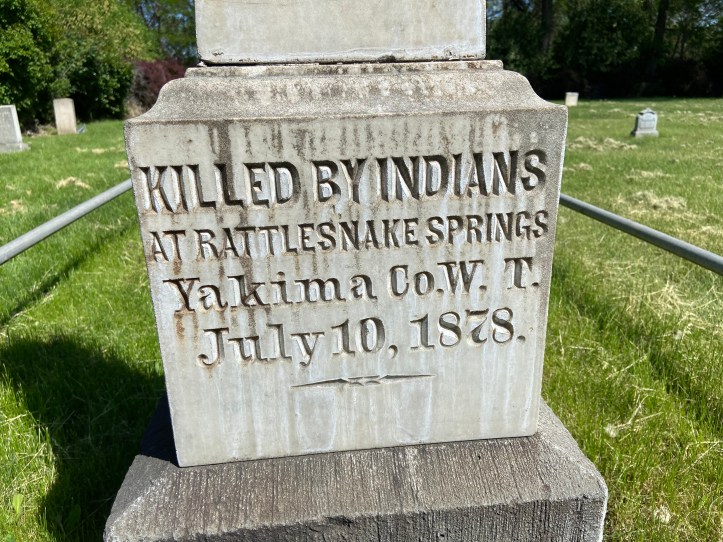 KILLED BY INDIANS
AT RATTLESNAKE SPRINGS
Yakima Co. W. T.
July 10, 1878.